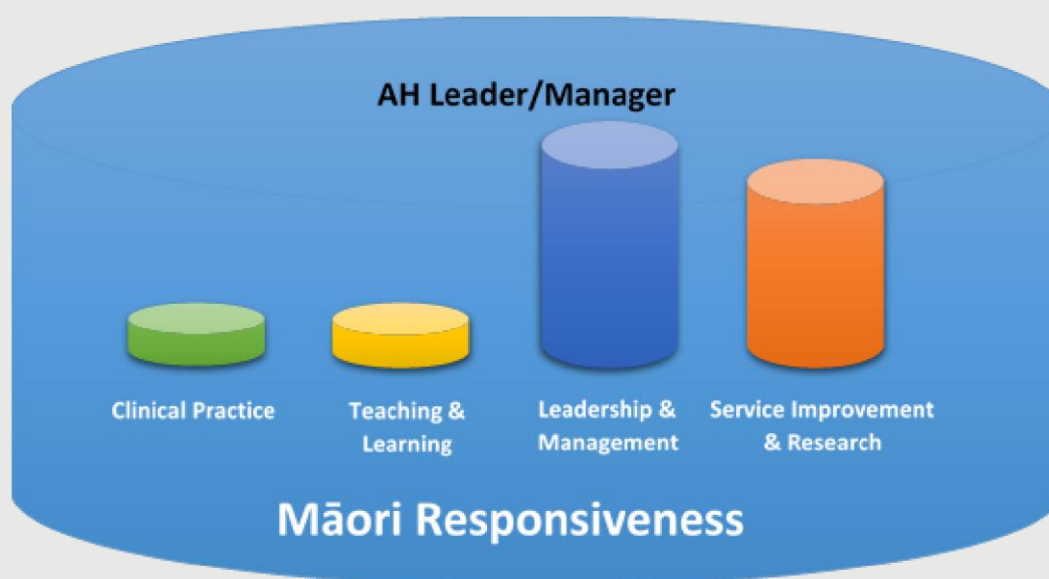 AH Leader/Manager
Clinical Practice
Teaching &
Learning
Leadership &
Management
Service Improvement
& Research
Māori Responsiveness